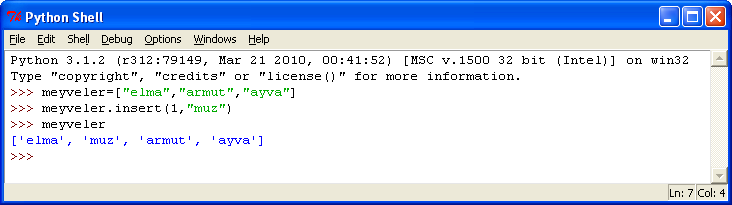 Python Shell
File Edit Shell Debug Options Windows Help
Python 3.1.2 (r312:79149, Mar 21 2010, 00:41:52) [MSC v.1500 32 bit (Intel)] on win32
Type "copyright", "credits" or "license()" for more information.
>>> meyveler=["elma","armut","ayva"]
>>> meyveler.insert(1,"muz")
>>> meyveler
['elma', 'muz', 'armut', 'ayva']
>>>
Ln: 7 Col: 4